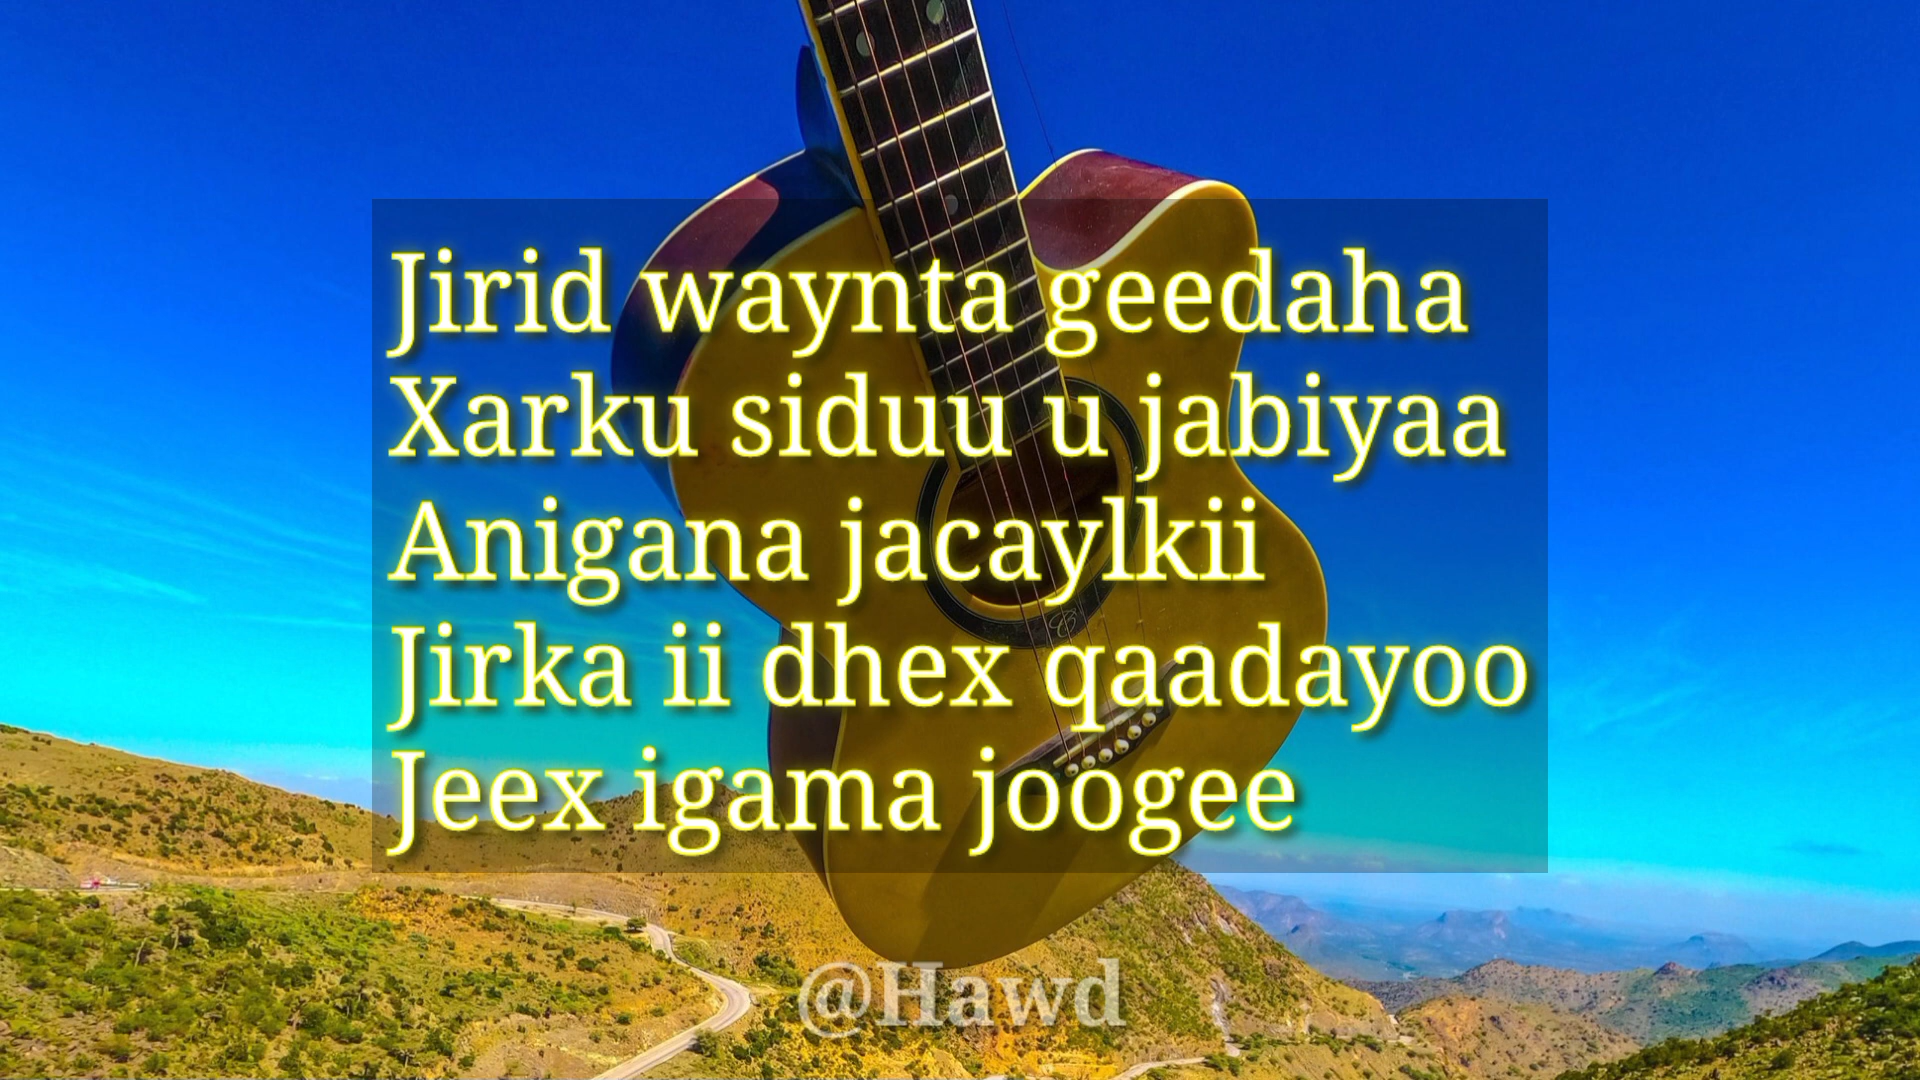 Jirid waynta geedaha
Xarku siduu u jabiyaa
Anigana jacaylkii
Jirka ii dhex qaadayoo
Jeex igama joogee
@Hawd